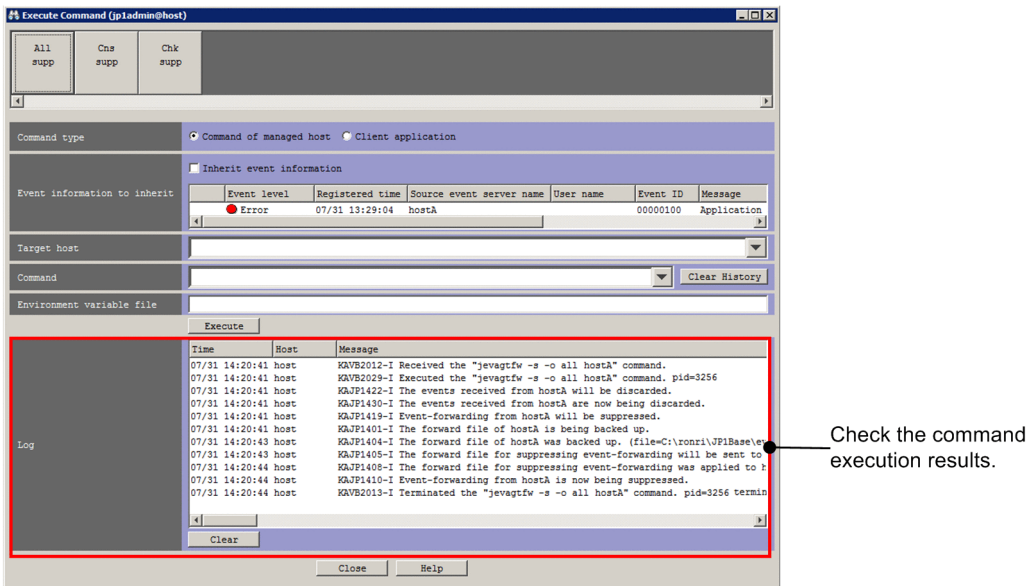 Execute Command (jp1admin@host)
All supp
Cns supp
Chk supp
Command type
Command of managed host Client application
Event information to inherit
Inherit event information
Event level Registered time Source event server name User name Event ID Message
Error 07/31 13:29:04 hostA 00000100 Application
Target host
Command
Clear History
Environment variable file
Execute
Log
Time Host Message
07/31 14:20:41 host KAVB2012-I Received the "jevagtfw -s -o all hostA" command.
07/31 14:20:41 host KAVB2029-I Executed the "jevagtfw -s -o all hostA" command. pid=3256
07/31 14:20:41 host KAJP1422-I The events received from hostA will be discarded.
07/31 14:20:41 host KAJP1430-I The events received from hostA are now being discarded.
07/31 14:20:41 host KAJP1419-I Event-forwarding from hostA will be suppressed.
07/31 14:20:41 host KAJP1401-I The forward file of hostA is being backed up.
07/31 14:20:43 host KAJP1404-I The forward file of hostA was backed up. (file=C:\ronri\JP1Base\ev
07/31 14:20:43 host KAJP1405-I The forward file for suppressing event-forwarding will be sent to
07/31 14:20:44 host KAJP1408-I The forward file for suppressing event-forwarding was applied to h
07/31 14:20:44 host KAJP1410-I Event-forwarding from hostA is now being suppressed.
07/31 14:20:44 host KAVB2013-I Terminated the "jevagtfw -s -o all hostA" command. pid=3256 termin
Clear
Close Help
Check the command
execution results.